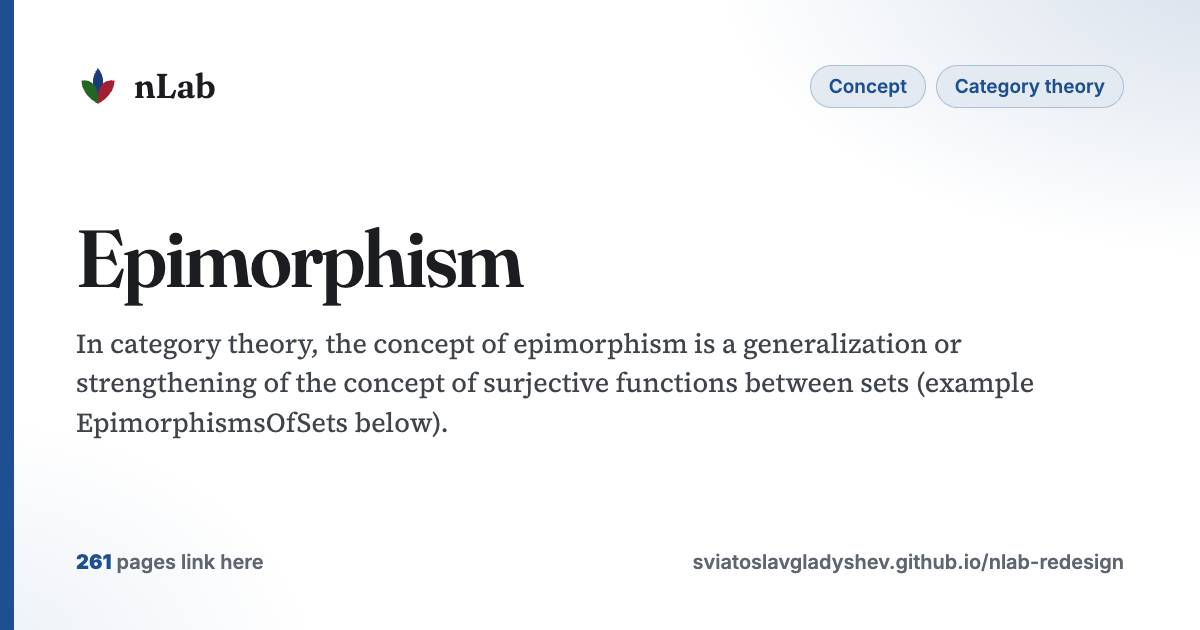 nLab
Concept
Category theory
Epimorphism
In category theory, the concept of epimorphism is a generalization or
strengthening of the concept of surjective functions between sets (example
EpimorphismsOfSets below).
261 pages link here
sviatoslavgladyshev.github.io/nlab-redesign